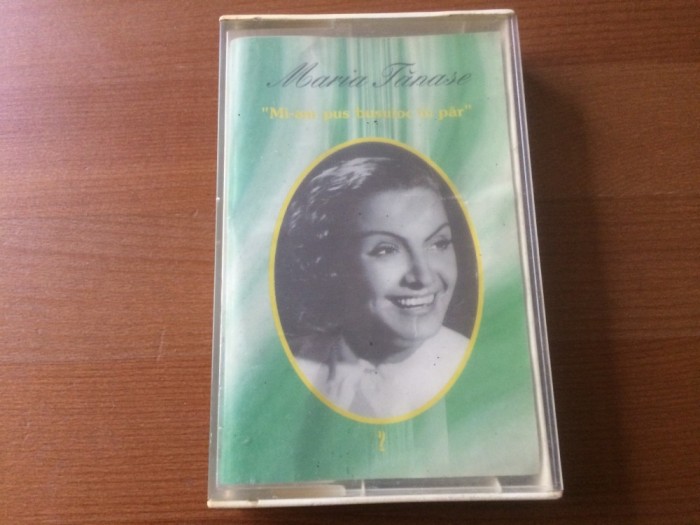 Maria Tănase
"Mi-am pus busuioc în păr"
2